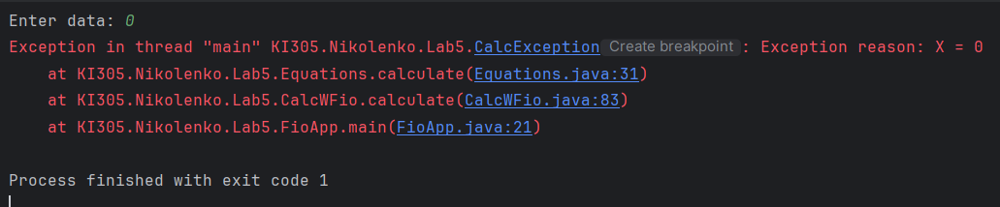 Enter data: 0
Exception in thread "main" KI305.Nikolenko.Lab5.CalcException Create breakpoint : Exception reason: X = 0
    at KI305.Nikolenko.Lab5.Equations.calculate(Equations.java:31)
    at KI305.Nikolenko.Lab5.CalcWFio.calculate(CalcWFio.java:83)
    at KI305.Nikolenko.Lab5.FioApp.main(FioApp.java:21)
Process finished with exit code 1